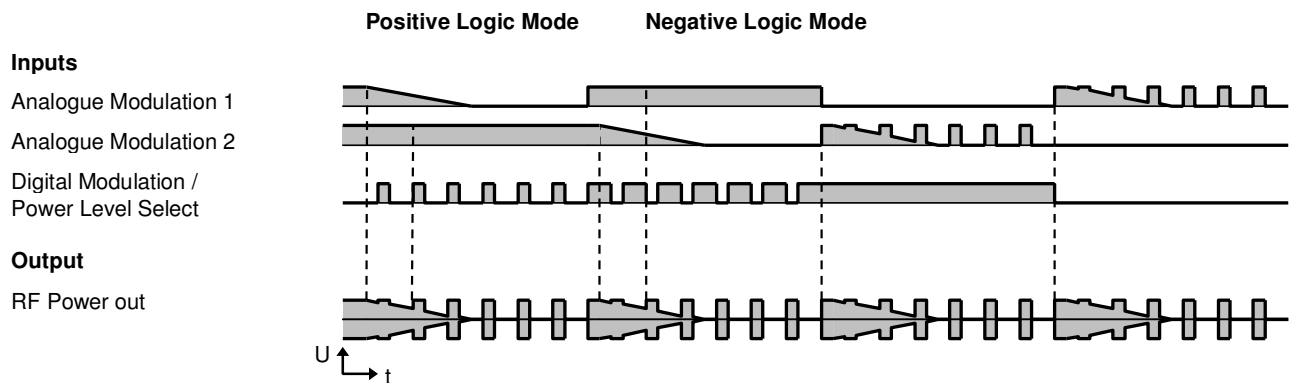 Positive Logic Mode Negative Logic Mode
Inputs
Analogue Modulation 1
Analogue Modulation 2
Digital Modulation /
Power Level Select
Output
RF Power out
U
t